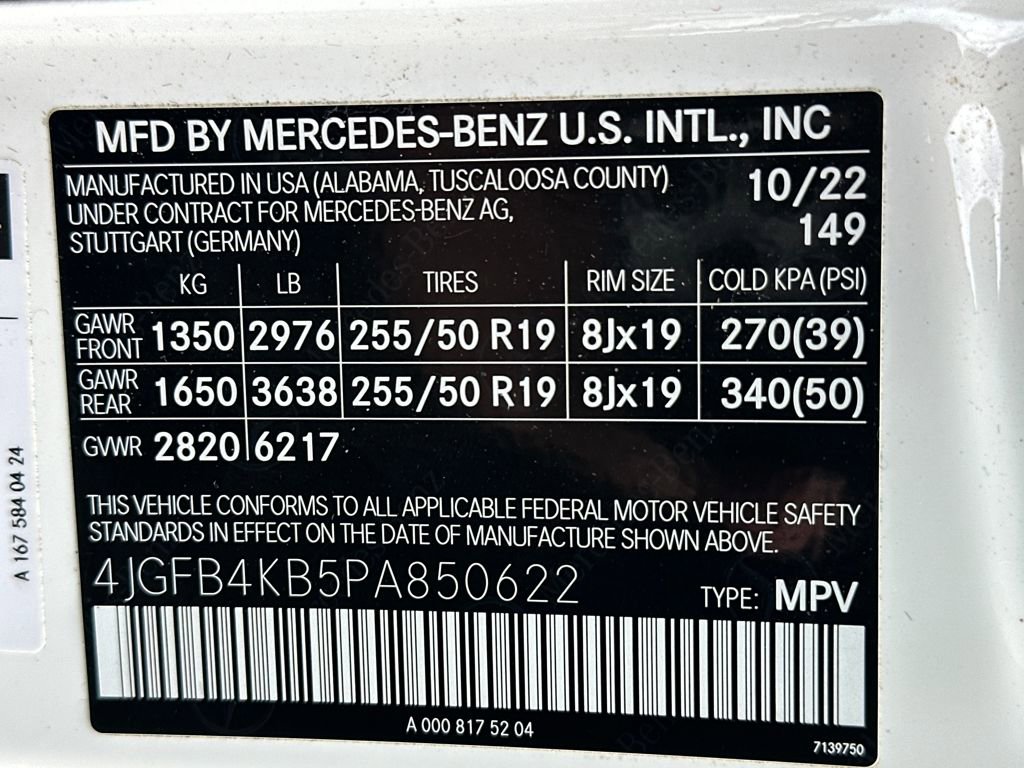 MFD BY MERCEDES-BENZ U.S. INTL., INC
MANUFACTURED IN USA (ALABAMA, TUSCALOOSA COUNTY) 10/22
UNDER CONTRACT FOR MERCEDES-BENZ AG, 149
STUTTGART (GERMANY)
KG LB TIRES RIM SIZE COLD KPA (PSI)
GAWR FRONT 1350 2976 255/50 R19 8Jx19 270(39)
GAWR REAR 1650 3638 255/50 R19 8Jx19 340(50)
GVWR 2820 6217
THIS VEHICLE CONFORMS TO ALL APPLICABLE FEDERAL MOTOR VEHICLE SAFETY
STANDARDS IN EFFECT ON THE DATE OF MANUFACTURE SHOWN ABOVE.
4JGFB4KB5PA850622 TYPE: MPV
A 000 817 52 04
7139750
A 167 584 04 24